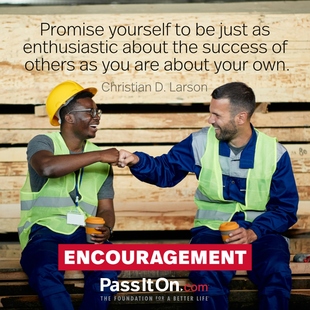 Promise yourself to be just as
enthusiastic about the success of
others as you are about your own.
Christian D. Larson
ENCOURAGEMENT
PassItOn.com
THE FOUNDATION FOR A BETTER LIFE